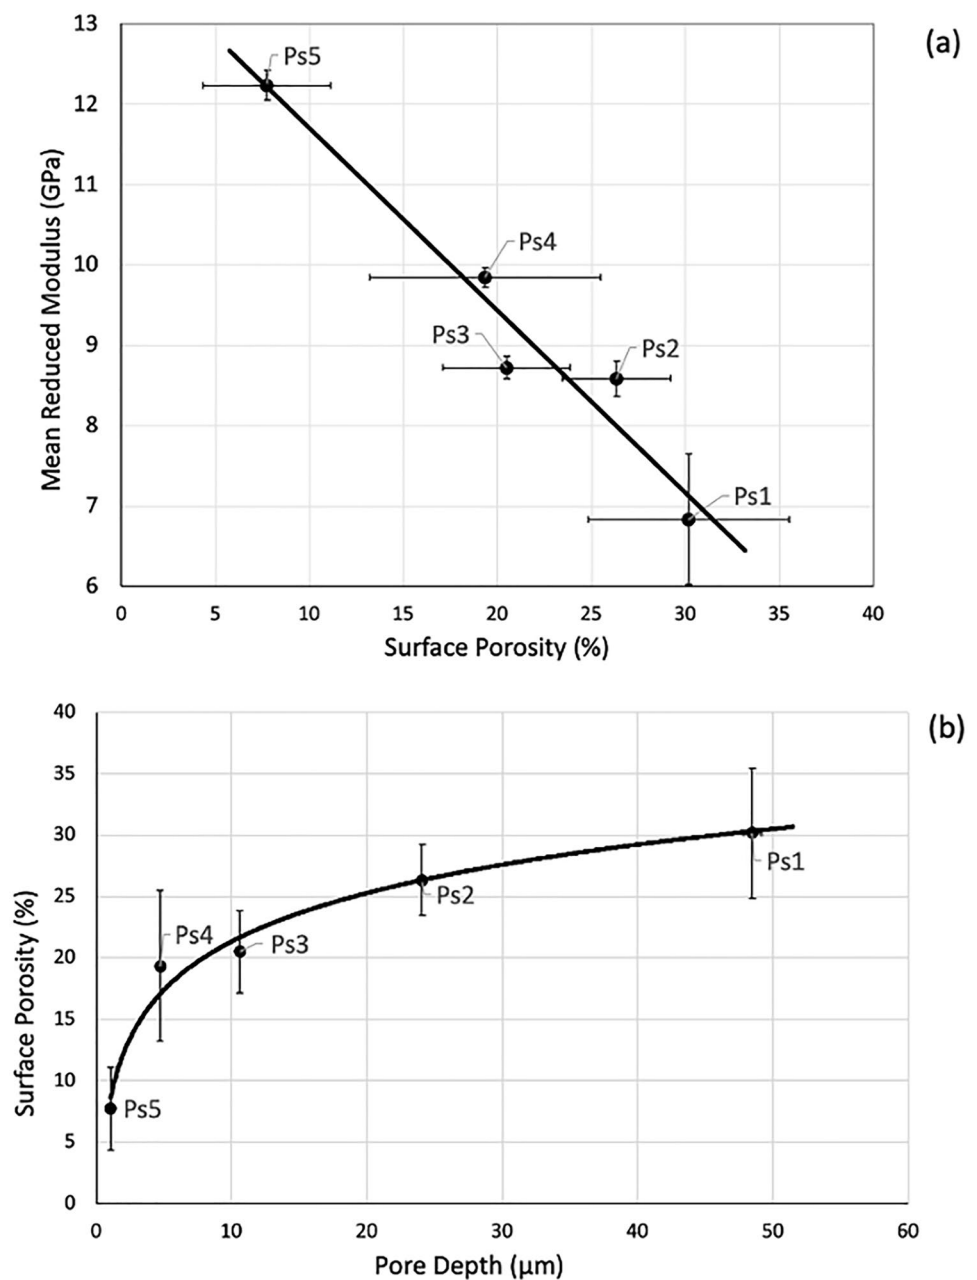 (a)
13
12
11
10
9
8
7
6
Mean Reduced Modulus (GPa)
Ps5
Ps4
Ps3
Ps2
Ps1
0 5 10 15 20 25 30 35 40
Surface Porosity (%)
(b)
40
35
30
25
20
15
10
5
0
Surface Porosity (%)
Ps1
Ps2
Ps4
Ps3
Ps5
0 10 20 30 40 50 60
Pore Depth (μm)